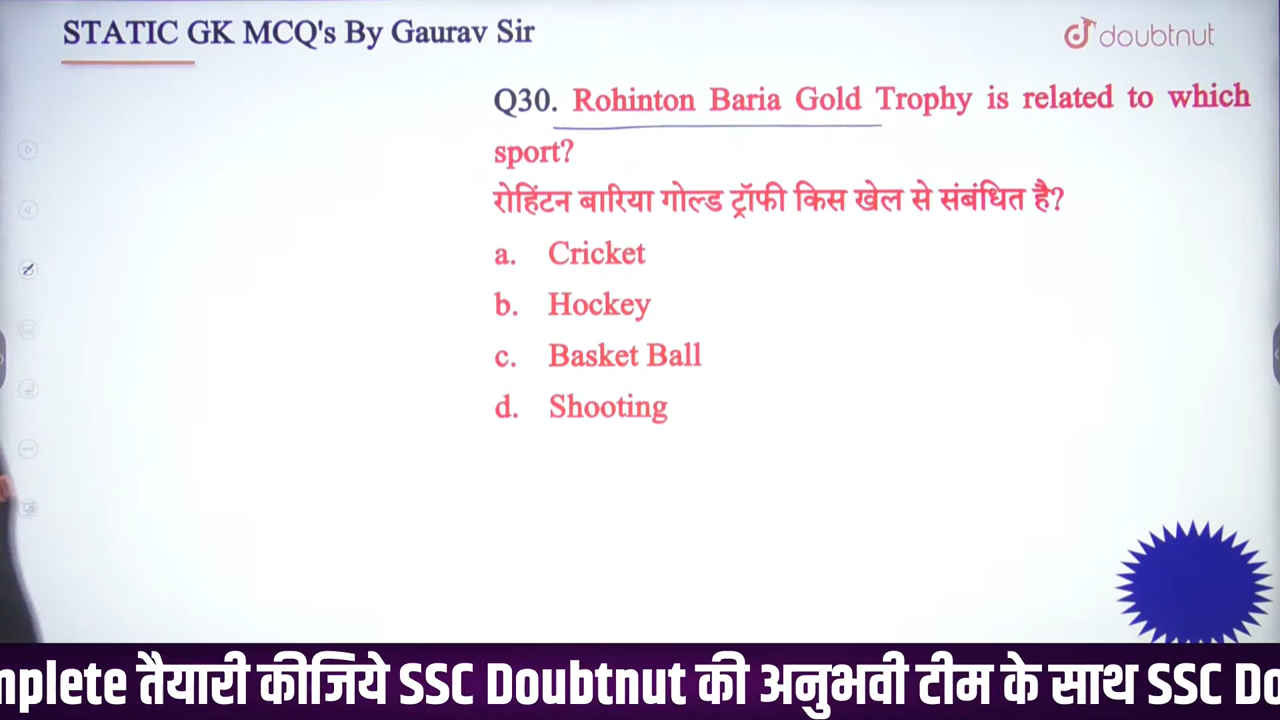 STATIC GK MCQ's By Gaurav Sir
doubtnut
Q30. Rohinton Baria Gold Trophy is related to which
sport?
रोहिंटन बारिया गोल्ड ट्रॉफी किस खेल से संबंधित है?
a. Cricket
b. Hockey
c. Basket Ball
d. Shooting
mplete तैयारी कीजिये SSC Doubtnut की अनुभवी टीम के साथ SSC Do